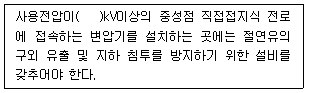 사용전압이(   )kV이상의 중성점 직접접지식 전로
에 접속하는 변압기를 설치하는 곳에는 절연유의
구외 유출 및 지하 침투를 방지하기 위한 설비를
갖추어야 한다.